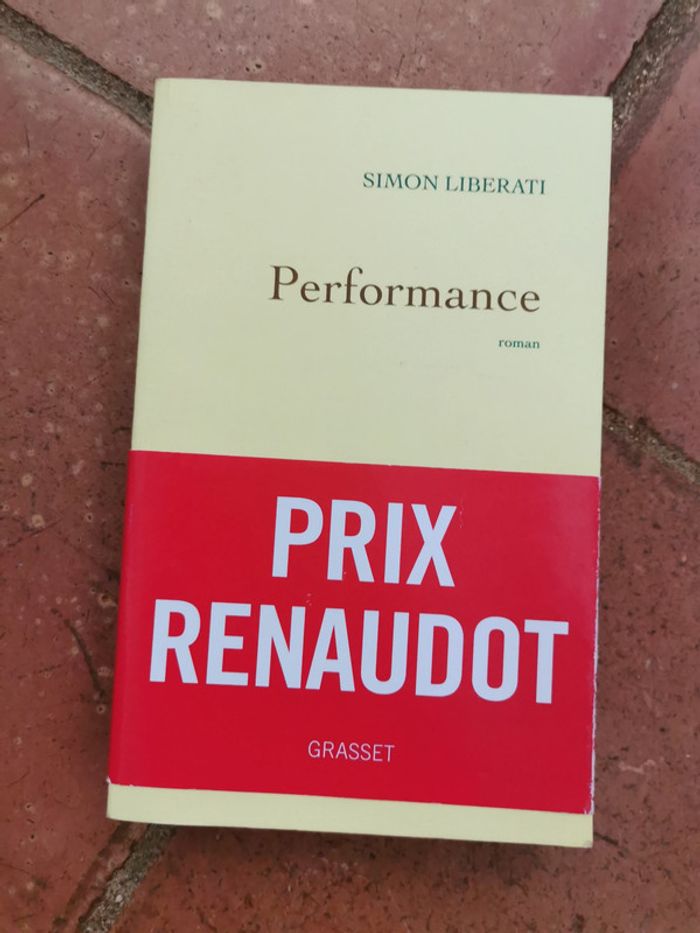 SIMON LIBERATI
Performance
roman
PRIX
RENAUDOT
GRASSET